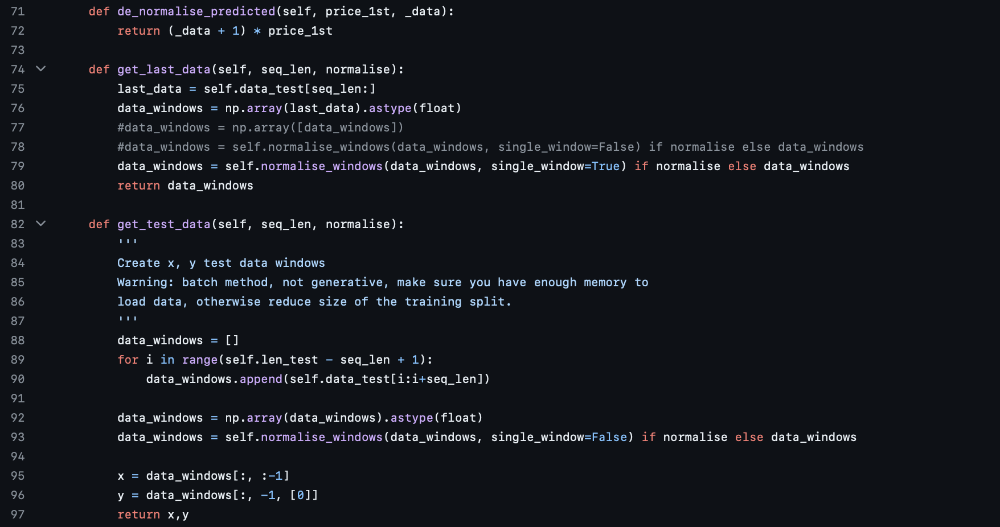 71 def de_normalise_predicted(self, price_1st, _data):
72 return (_data + 1) * price_1st
73
74 def get_last_data(self, seq_len, normalise):
75 last_data = self.data_test[seq_len:]
76 data_windows = np.array(last_data).astype(float)
77 #data_windows = np.array([data_windows])
78 #data_windows = self.normalise_windows(data_windows, single_window=False) if normalise else data_windows
79 data_windows = self.normalise_windows(data_windows, single_window=True) if normalise else data_windows
80 return data_windows
81
82 def get_test_data(self, seq_len, normalise):
83 '''
84 Create x, y test data windows
85 Warning: batch method, not generative, make sure you have enough memory to
86 load data, otherwise reduce size of the training split.
87 '''
88 data_windows = []
89 for i in range(self.len_test - seq_len + 1):
90 data_windows.append(self.data_test[i:i+seq_len])
91
92 data_windows = np.array(data_windows).astype(float)
93 data_windows = self.normalise_windows(data_windows, single_window=False) if normalise else data_windows
94
95 x = data_windows[:, :-1]
96 y = data_windows[:, -1, [0]]
97 return x,y